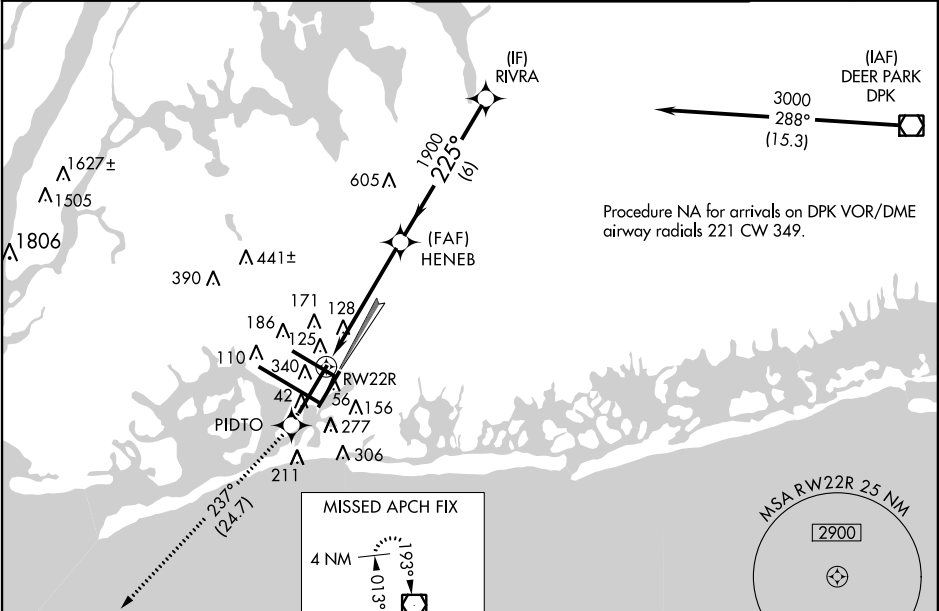 (IF)
RIVRA
(IAF)
DEER PARK
DPK
3000
288°
(15.3)
1900
225°
(6)
1627±
1505
605
Procedure NA for arrivals on DPK VOR/DME
airway radials 221 CW 349.
1806
(FAF)
HENEB
441±
390
171
128
186
125
110
340
RW22R
42
56
156
PIDTO
277
306
211
237°
(24.7)
MISSED APCH FIX
4 NM
193°
013°
MSA RW22R 25 NM
2900